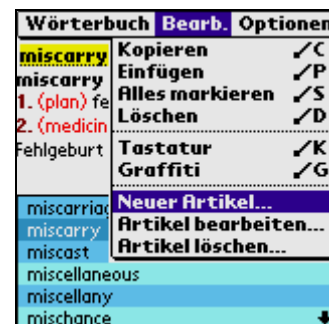 Wörterbuch Bearb. Optionen
miscarry
miscarry
1. (plan) fe
2. (medicin
Fehlgeburt
Kopieren /C
Einfügen /P
Alles markieren /S
Löschen /D
Tastatur /K
Graffiti /G
Neuer Artikel...
Artikel bearbeiten...
Artikel löschen...
miscarriag
miscarry
miscast
miscellaneous
miscellany
mischance